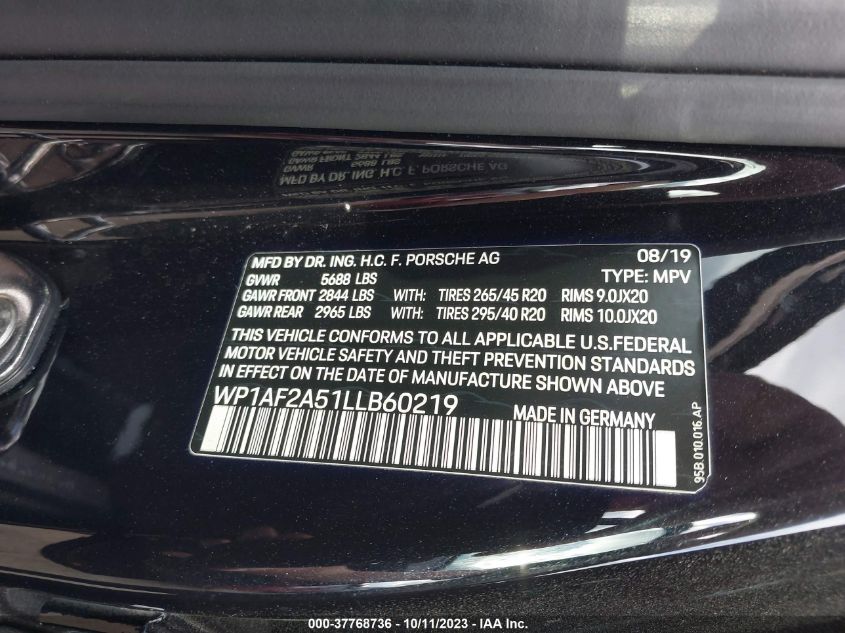 MFD BY DR. ING. H.C. F. PORSCHE AG 08/19
GVWR 5688 LBS TYPE: MPV
GAWR FRONT 2844 LBS WITH: TIRES 265/45 R20 RIMS 9.0JX20
GAWR REAR 2965 LBS WITH: TIRES 295/40 R20 RIMS 10.0JX20
THIS VEHICLE CONFORMS TO ALL APPLICABLE U.S.FEDERAL
MOTOR VEHICLE SAFETY AND THEFT PREVENTION STANDARDS
IN EFFECT ON THE DATE OF MANUFACTURE SHOWN ABOVE
WP1AF2A51LLB60219 MADE IN GERMANY
95B.010.016.AP
000-37768736 - 10/11/2023 - IAA Inc.